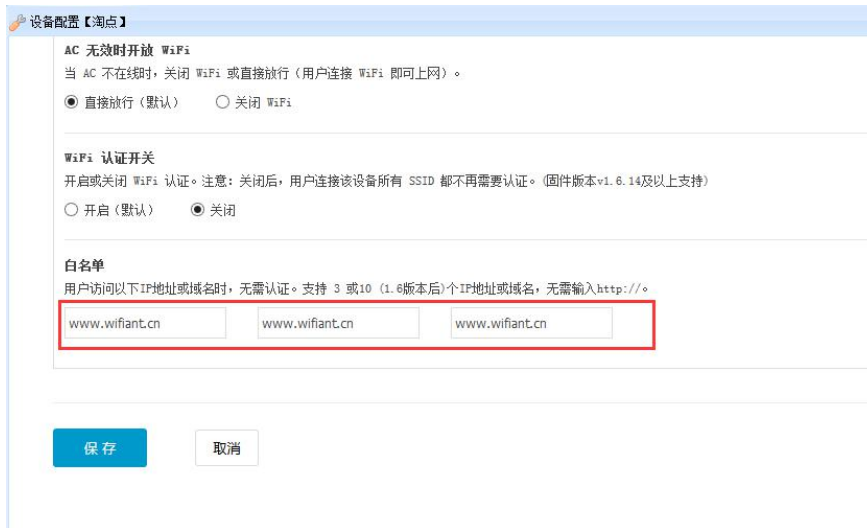 设备配置【淘点】
AC 无效时开放 WiFi
当 AC 不在线时，关闭 WiFi 或直接放行（用户连接 WiFi 即可上网）。
直接放行（默认） 关闭 WiFi
WiFi 认证开关
开启或关闭 WiFi 认证。注意：关闭后，用户连接该设备所有 SSID 都不再需要认证。(固件版本v1.6.14及以上支持)
开启（默认） 关闭
白名单
用户访问以下IP地址或域名时，无需认证。支持 3 或10 (1.6版本后)个IP地址或域名，无需输入http://。
www.wifiant.cn www.wifiant.cn www.wifiant.cn
保存 取消